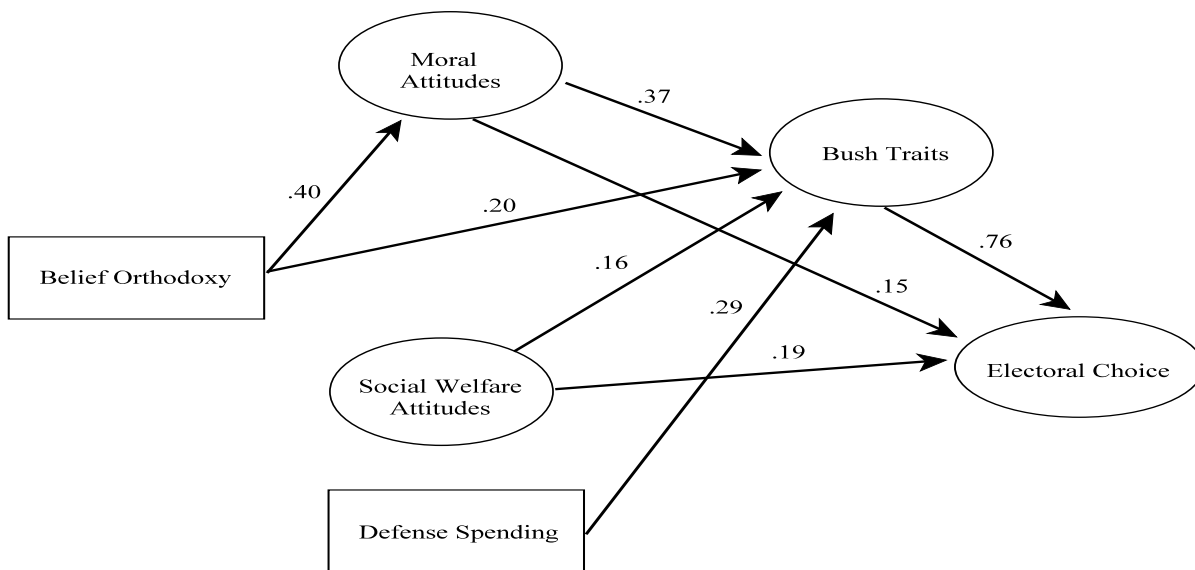 Moral
Attitudes
.37
Bush Traits
.40
.20
.76
Belief Orthodoxy
.16
.15
.29
.19
Social Welfare
Attitudes
Electoral Choice
Defense Spending